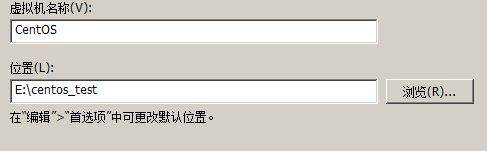 虚拟机名称(V):
CentOS
位置(L):
E:\centos_test
浏览(R)...
在“编辑”>“首选项”中可更改默认位置。